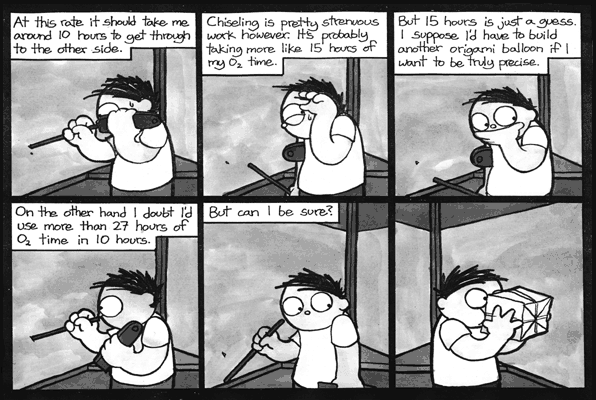 At this rate it should take me
around 10 hours to get through
to the other side.
Chiseling is pretty strenuous
work however. It's probably
taking more like 15 hours of
my O₂ time.
But 15 hours is just a guess.
I suppose I'd have to build
another origami balloon if I
want to be truly precise.
On the other hand I doubt I'd
use more than 27 hours of
O₂ time in 10 hours.
But can I be sure?